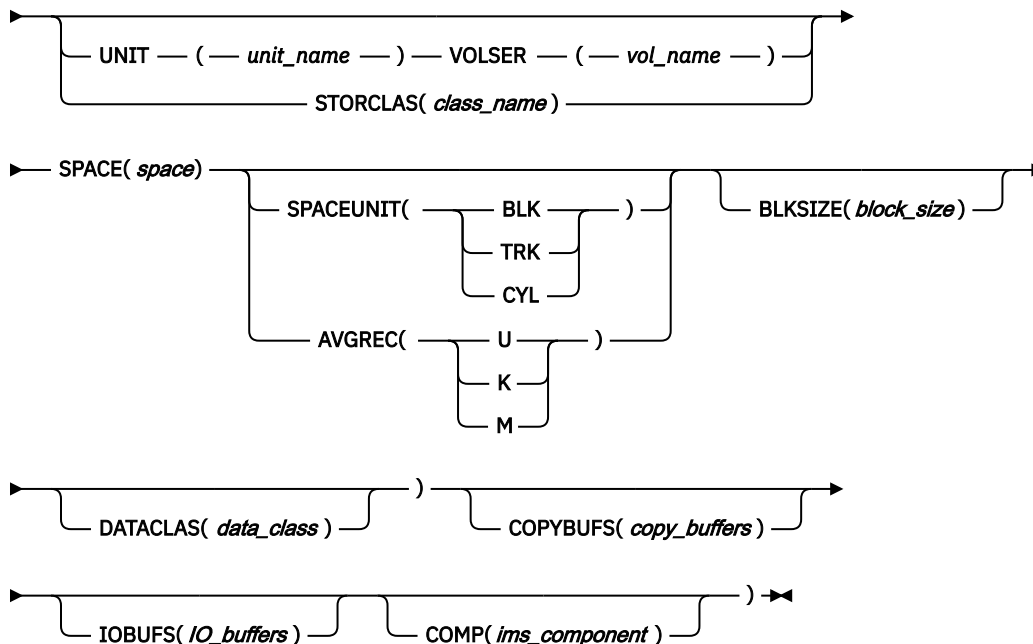 UNIT ( unit_name ) VOLSER ( vol_name )
STORCLAS( class_name )
SPACE( space)
SPACEUNIT( BLK )
TRK
CYL
BLKSIZE( block_size )
AVGREC( U )
K
M
)
DATACLAS( data_class ) COPYBUFS( copy_buffers )
)
IOBUFS( IO_buffers ) COMP( ims_component )